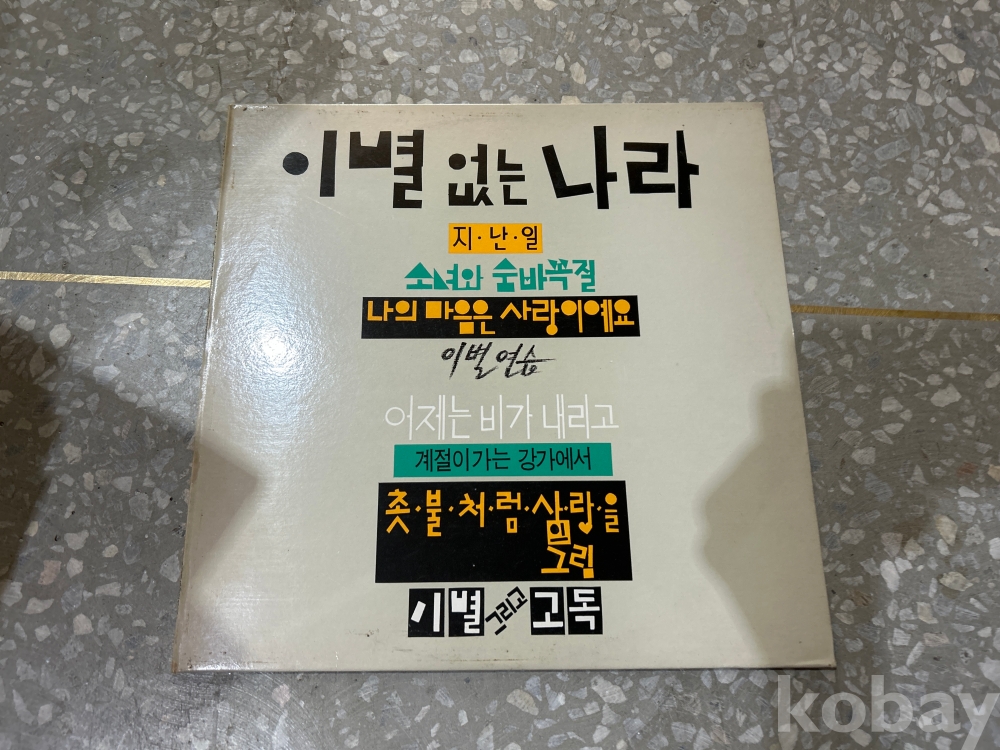 이별 없는 나라
지·난·일
소녀와 숨바꼭질
나의 마음은 사랑이예요
이별연습
어제는 비가 내리고
계절이가는 강가에서
촛·불·처·럼·사·랑·을
의
그림
이별 그리고 고독
kobay